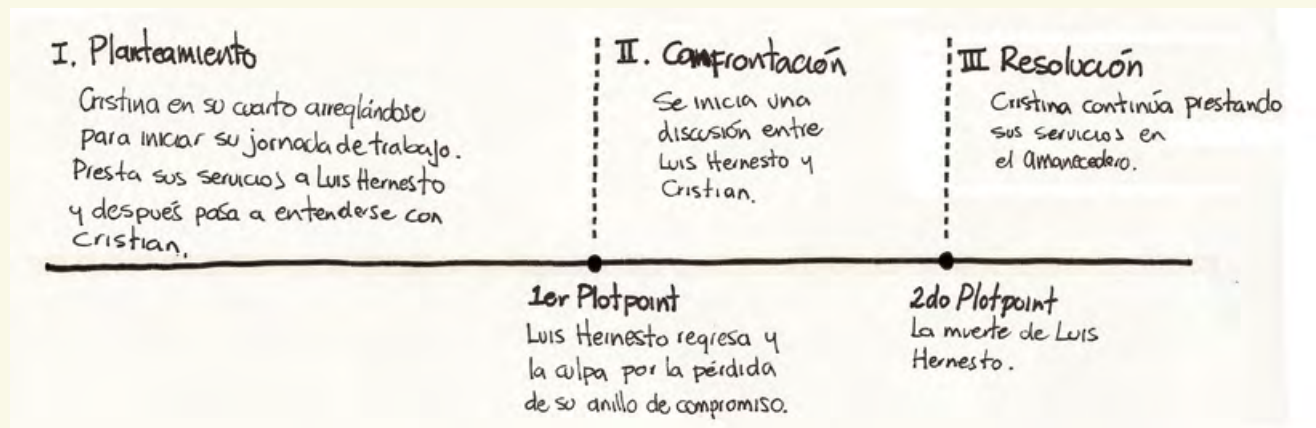 I. Planteamiento
Cristina en su cuarto arreglándose
para iniciar su jornada de trabajo.
Presta sus servicios a Luis Hernesto
y después pasa a entenderse con
Cristian.
II. Confrontación
Se inicia una
discusión entre
Luis Hernesto y
Cristian.
III Resolución
Cristina continúa prestando
sus servicios en
el amanecedero.
1er Plotpoint
Luis Hernesto regresa y
la culpa por la pérdida
de su anillo de compromiso.
2do Plotpoint
La muerte de Luis
Hernesto.